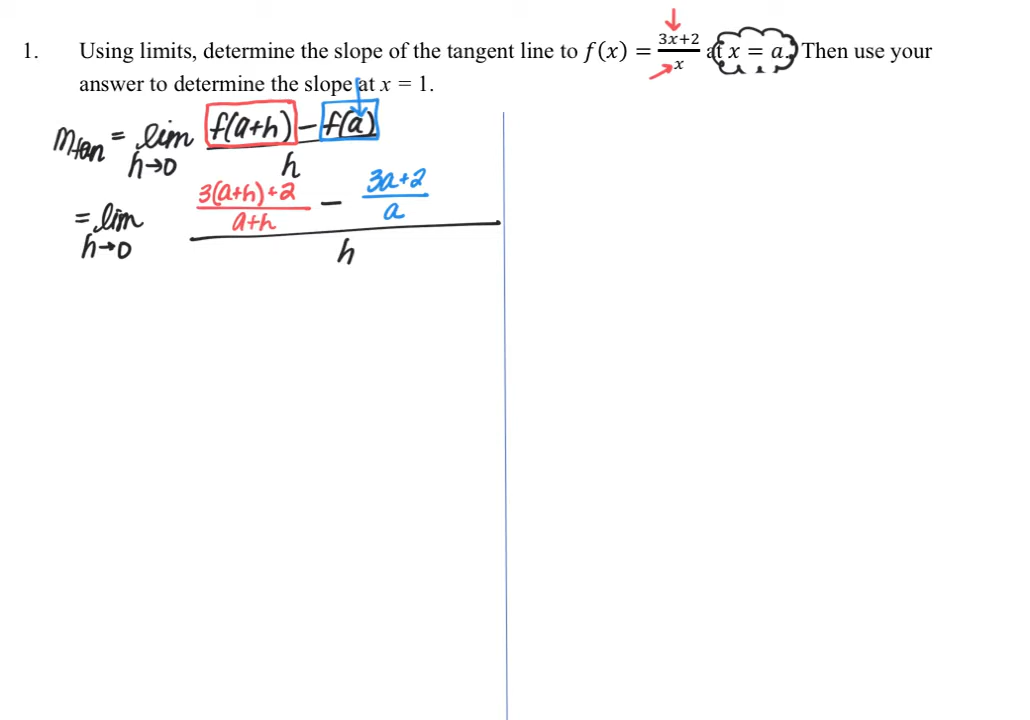 1. Using limits, determine the slope of the tangent line to f(x) = (3x+2)/x at x = a. Then use your
answer to determine the slope at x = 1.
m_tan = lim_{h→0} (f(a+h) − f(a))/h
= lim_{h→0} ((3(a+h)+2)/(a+h) − (3a+2)/a)/h